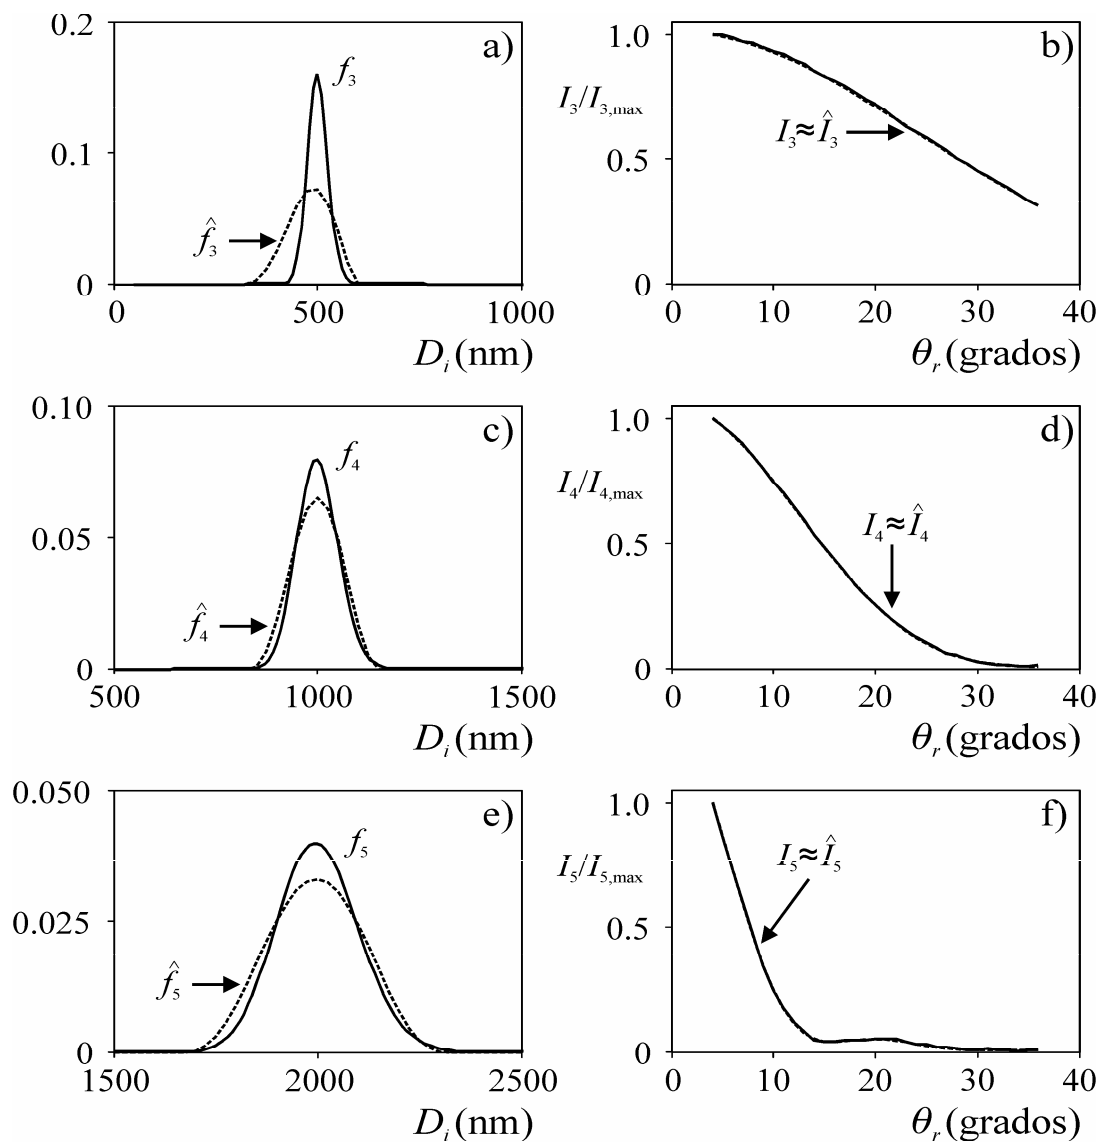 0.2
a)
f₃
0.1
f̂₃
0
0 500 1000
Dᵢ (nm)
1.0
b)
I₃/I₃,max
I₃≈Î₃
0.5
0
0 10 20 30 40
θᵣ (grados)
0.10
c)
f₄
0.05
f̂₄
0
500 1000 1500
Dᵢ (nm)
1.0
d)
I₄/I₄,max
I₄≈Î₄
0.5
0
0 10 20 30 40
θᵣ (grados)
0.050
e)
f₅
0.025
f̂₅
0
1500 2000 2500
Dᵢ (nm)
1.0
f)
I₅≈Î₅
I₅/I₅,max
0.5
0
0 10 20 30 40
θᵣ (grados)